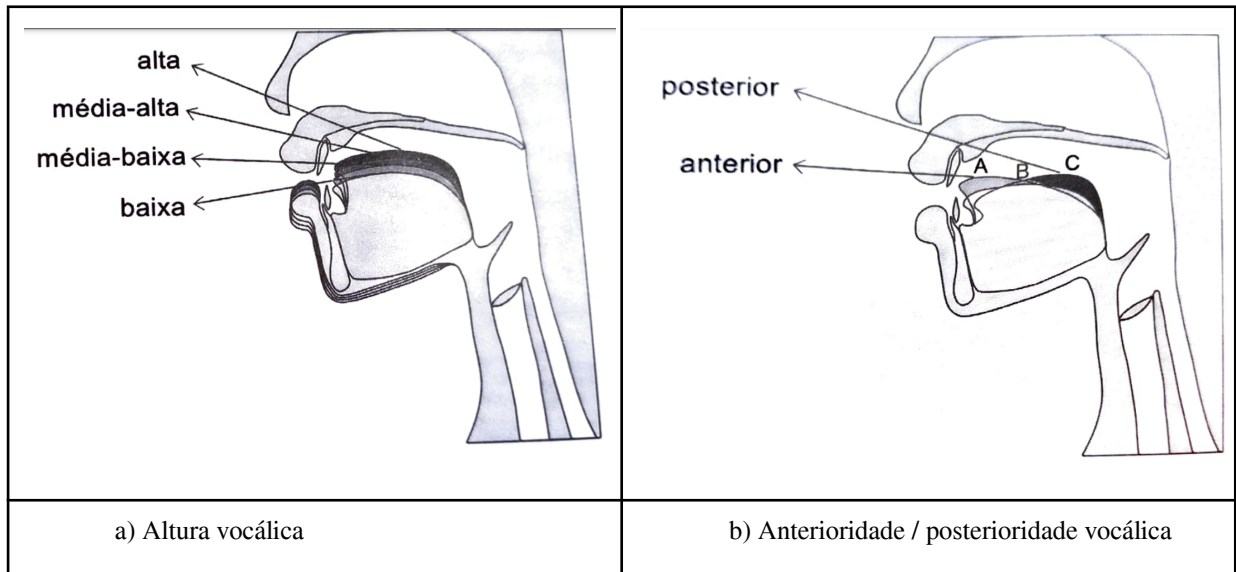 alta
média-alta
média-baixa
baixa
posterior
anterior
A
B
C
a) Altura vocálica
b) Anterioridade / posterioridade vocálica